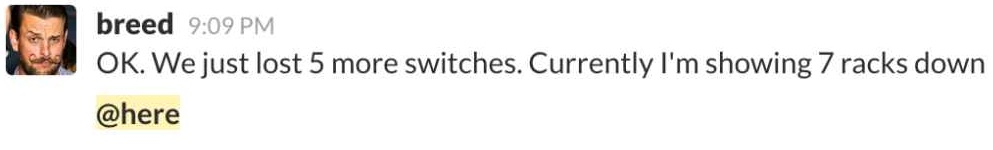 breed 9:09 PM
OK. We just lost 5 more switches. Currently I'm showing 7 racks down
@here